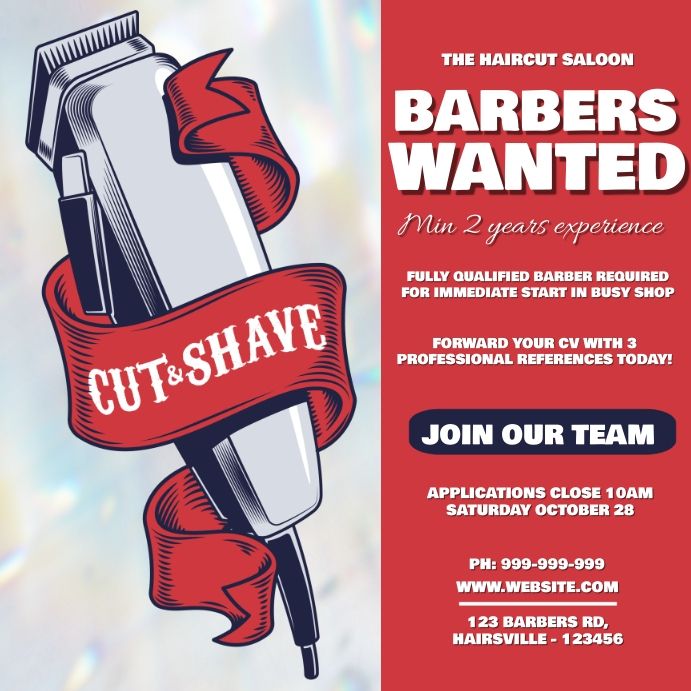 CUT & SHAVE
THE HAIRCUT SALOON
BARBERS
WANTED
Min 2 years experience
FULLY QUALIFIED BARBER REQUIRED
FOR IMMEDIATE START IN BUSY SHOP
FORWARD YOUR CV WITH 3
PROFESSIONAL REFERENCES TODAY!
JOIN OUR TEAM
APPLICATIONS CLOSE 10AM
SATURDAY OCTOBER 28
PH: 999-999-999
WWW.WEBSITE.COM
123 BARBERS RD,
HAIRSVILLE - 123456